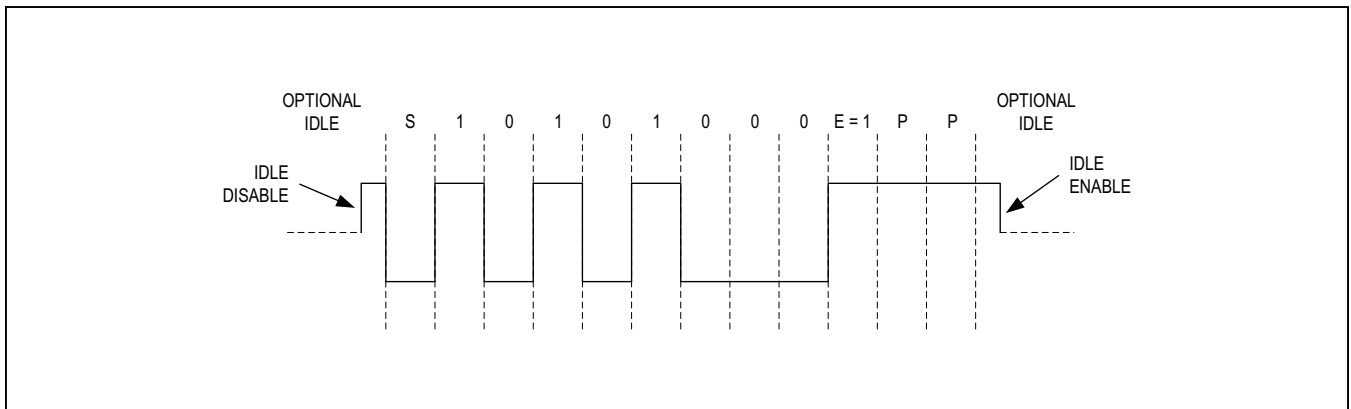 OPTIONAL
IDLE
S 1 0 1 0 1 0 0 0 E = 1 P P
OPTIONAL
IDLE
IDLE
DISABLE
IDLE
ENABLE